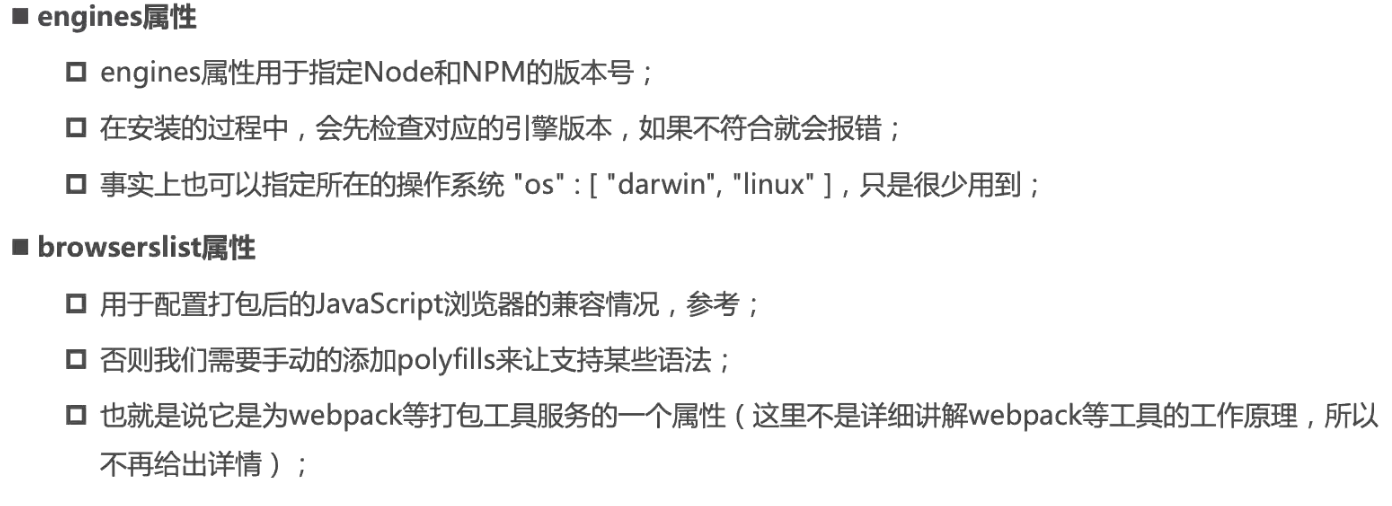 ■ engines属性
□ engines属性用于指定Node和NPM的版本号；
□ 在安装的过程中，会先检查对应的引擎版本，如果不符合就会报错；
□ 事实上也可以指定所在的操作系统 "os" : [ "darwin", "linux" ]，只是很少用到；
■ browserslist属性
□ 用于配置打包后的JavaScript浏览器的兼容情况，参考；
□ 否则我们需要手动的添加polyfills来让支持某些语法；
□ 也就是说它是为webpack等打包工具服务的一个属性（这里不是详细讲解webpack等工具的工作原理，所以
不再给出详情）；